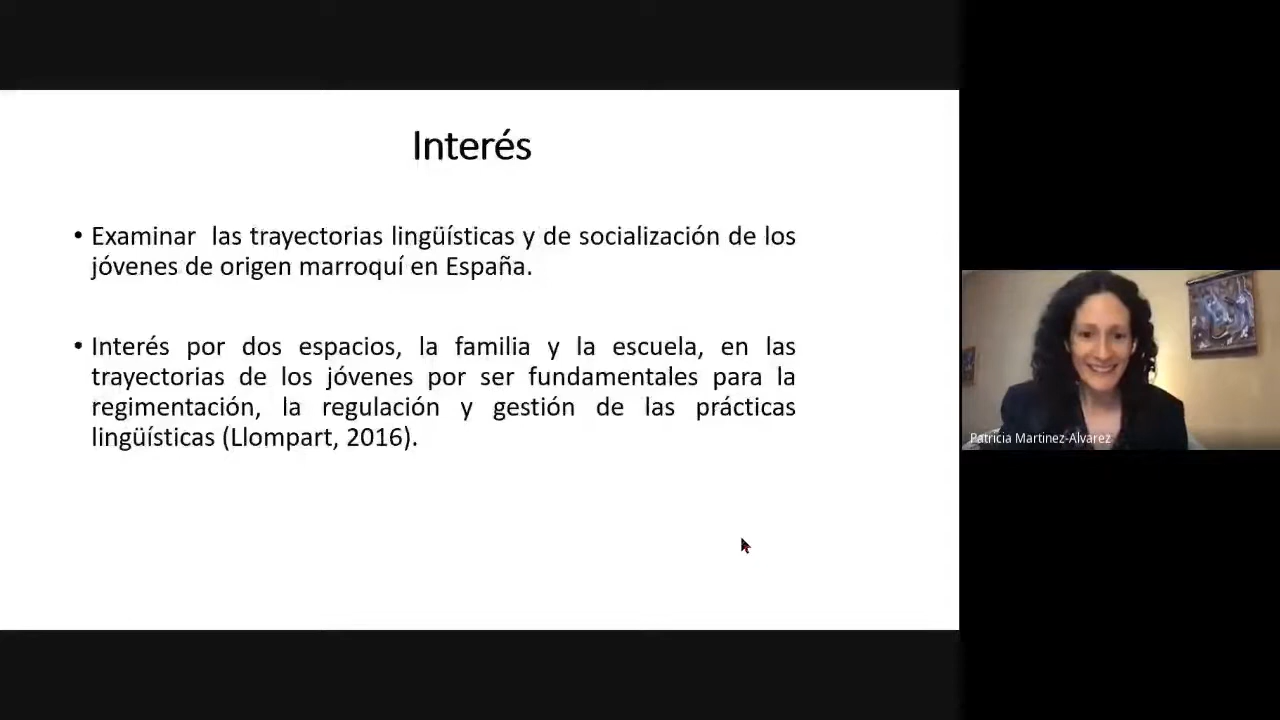 Interés
• Examinar las trayectorias lingüísticas y de socialización de los
jóvenes de origen marroquí en España.
• Interés por dos espacios, la familia y la escuela, en las
trayectorias de los jóvenes por ser fundamentales para la
regimentación, la regulación y gestión de las prácticas
lingüísticas (Llompart, 2016).
Patricia Martinez-Alvarez